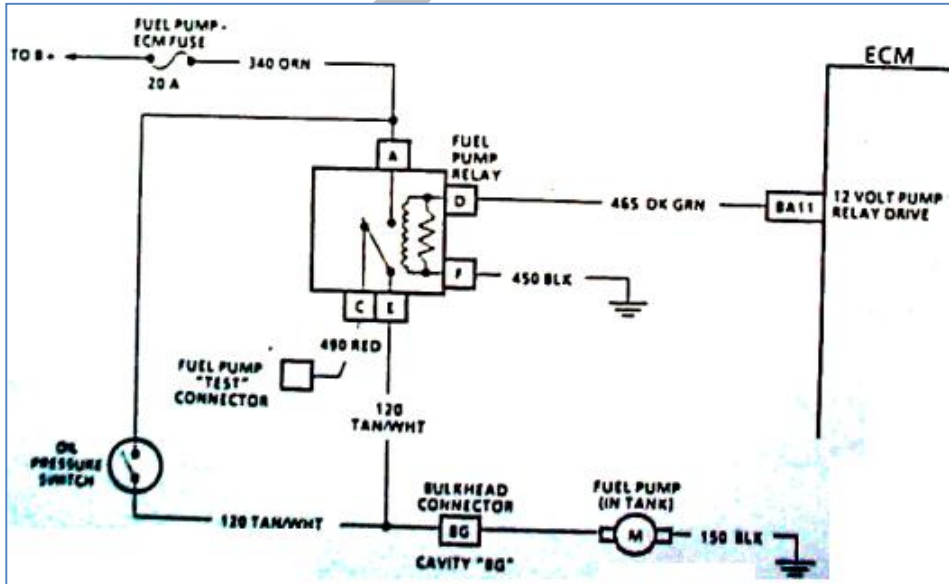 FUEL PUMP -
ECM FUSE
TO B +
20 A
340 ORN
ECM
A
FUEL
PUMP
RELAY
D
465 DK GRN
BA11
12 VOLT PUMP
RELAY DRIVE
F
450 BLK
C
E
490 RED
FUEL PUMP
"TEST"
CONNECTOR
120
TAN/WHT
OIL
PRESSURE
SWITCH
120 TAN/WHT
BULKHEAD
CONNECTOR
BG
CAVITY "BG"
FUEL PUMP
(IN TANK)
M
150 BLK